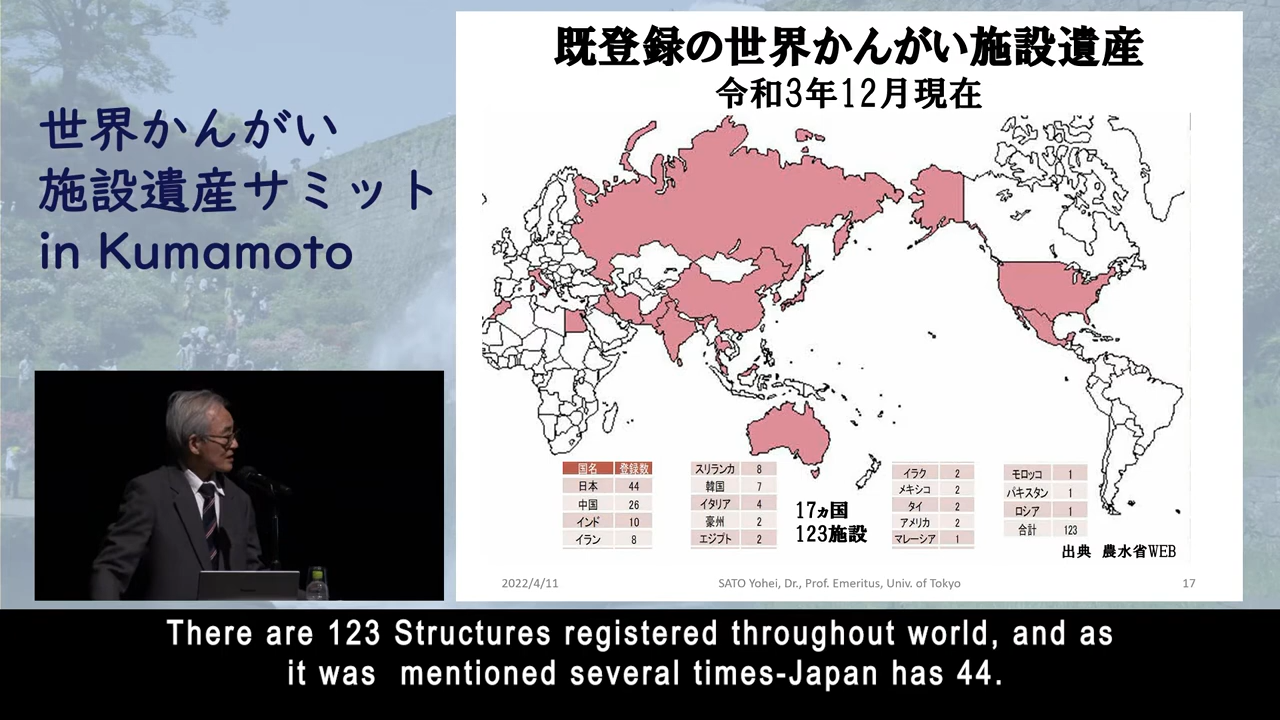 世界かんがい
施設遺産サミット
in Kumamoto
既登録の世界かんがい施設遺産
令和3年12月現在
国名 登録数
日本 44
中国 26
インド 10
イラン 8
スリランカ 8
韓国 7
イタリア 4
豪州 2
エジプト 2
17ヵ国
123施設
イラク 2
メキシコ 2
タイ 2
アメリカ 2
マレーシア 1
モロッコ 1
パキスタン 1
ロシア 1
合計 123
出典 農水省WEB
2022/4/11 SATO Yohei, Dr., Prof. Emeritus, Univ. of Tokyo 17
There are 123 Structures registered throughout world, and as
it was mentioned several times-Japan has 44.